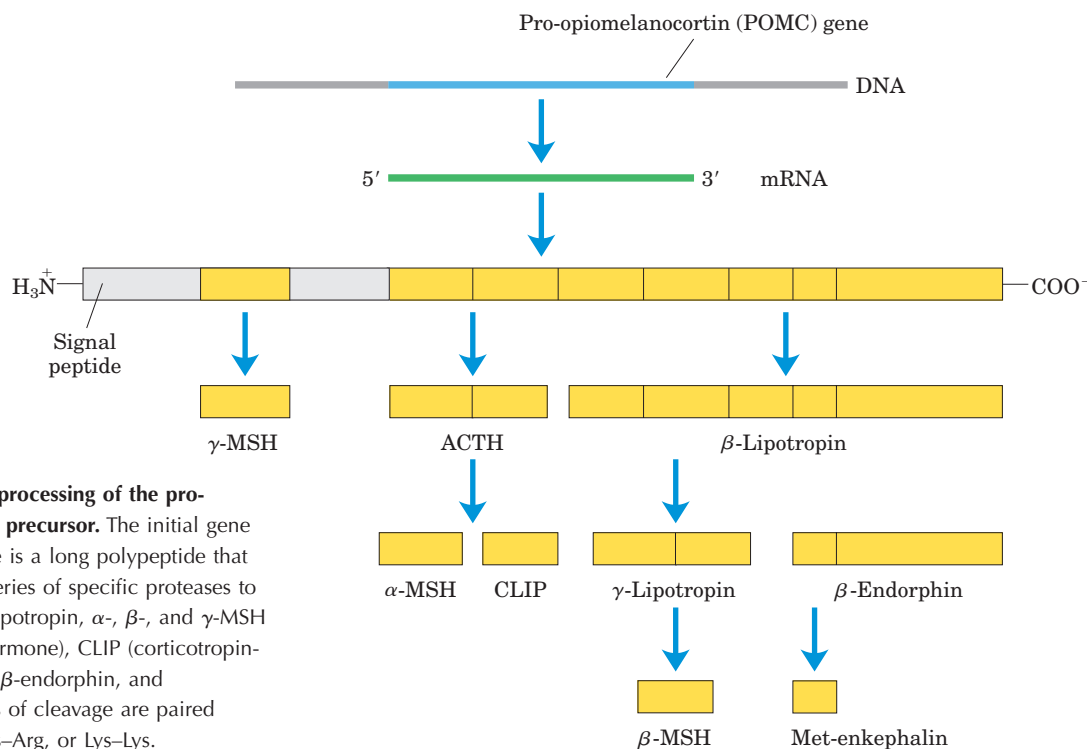 Pro-opiomelanocortin (POMC) gene
DNA
5′ 3′ mRNA
H₃N⁺ COO⁻
Signal
peptide
γ-MSH ACTH β-Lipotropin
processing of the pro-
precursor. The initial gene
e is a long polypeptide that
eries of specific proteases to
potropin, α-, β-, and γ-MSH
rmone), CLIP (corticotropin-
β-endorphin, and
s of cleavage are paired
s–Arg, or Lys–Lys.
α-MSH CLIP γ-Lipotropin β-Endorphin
β-MSH Met-enkephalin